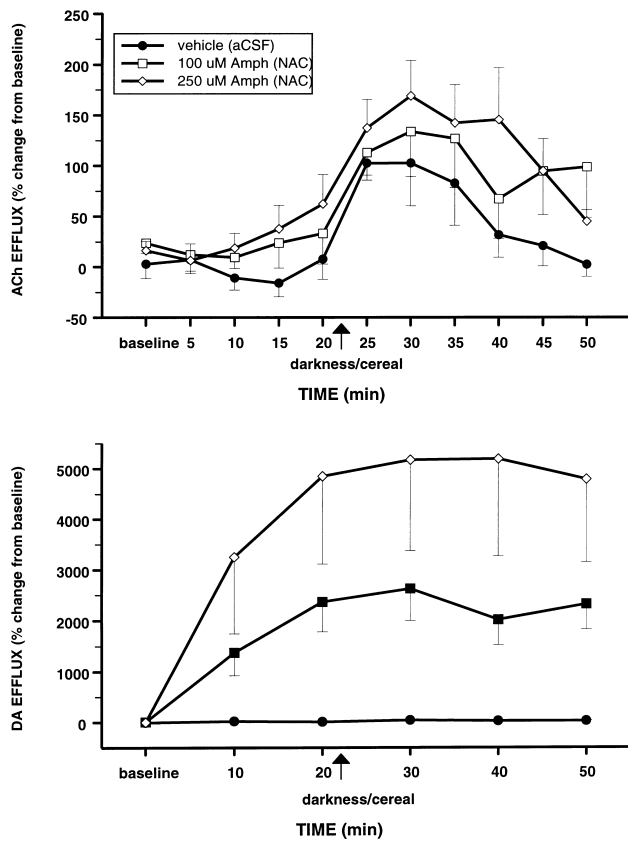 ACh EFFLUX (% change from baseline)
250
200
150
100
50
0
-50
vehicle (aCSF)
100 uM Amph (NAC)
250 uM Amph (NAC)
baseline 5 10 15 20 25 30 35 40 45 50
darkness/cereal
TIME (min)
DA EFFLUX (% change from baseline)
5000
4000
3000
2000
1000
0
baseline 10 20 30 40 50
darkness/cereal
TIME (min)